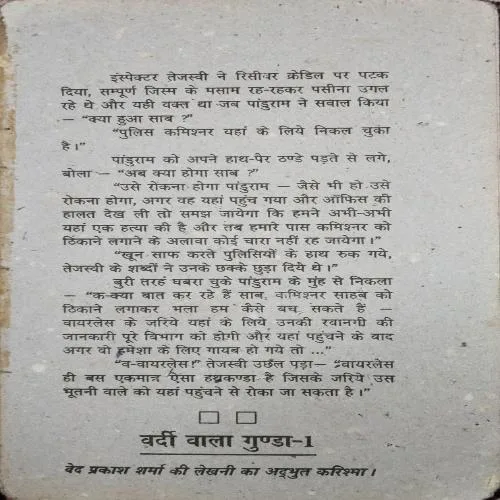 इंस्पेक्टर तेजस्वी ने रिसीवर क्रेडिल पर पटक
दिया, सम्पूर्ण जिस्म के मसाम रह-रहकर पसीना उगल
रहे थे और यही वक्त था जब पांडुराम ने सवाल किया
— “क्या हुआ साब ?”
“पुलिस कमिश्नर यहां के लिये निकल चुका
है।”
पांडुराम को अपने हाथ-पैर ठण्डे पड़ते से लगे,
बोला — “अब क्या होगा साब ?”
“उसे रोकना होगा पांडुराम — जैसे भी हो उसे
रोकना होगा, अगर वह यहां पहुंच गया और ऑफिस की
हालत देख ली तो समझ जायेगा कि हमने अभी-अभी
यहां एक हत्या की है और तब हमारे पास कमिश्नर को
ठिकाने लगाने के अलावा कोई चारा नहीं रह जायेगा।”
“खून साफ करते पुलिसियों के हाथ रुक गये,
तेजस्वी के शब्दों ने उनके छक्के छुड़ा दिये थे।”
बुरी तरह घबरा चुके पांडुराम के मुंह से निकला
— “क-क्या बात कर रहे हैं साब, कमिश्नर साहब को
ठिकाने लगाकर भला हम कैसे बच सकते हैं —
वायरलेस के जरिये यहां के लिये उनकी रवानगी की
जानकारी पूरे विभाग को होगी और यहां पहुंचने के बाद
अगर वो हमेशा के लिए गायब हो गये तो ...”
“व-वायरलेस!” तेजस्वी उछल पड़ा— “वायरलेस
ही बस एकमात्र ऐसा हथकण्डा है जिसके जरिये उस
भूतनी वाले को यहां पहुंचने से रोका जा सकता है।”
वर्दी वाला गुण्डा-1
वेद प्रकाश शर्मा की लेखनी का अद्भुत करिश्मा।